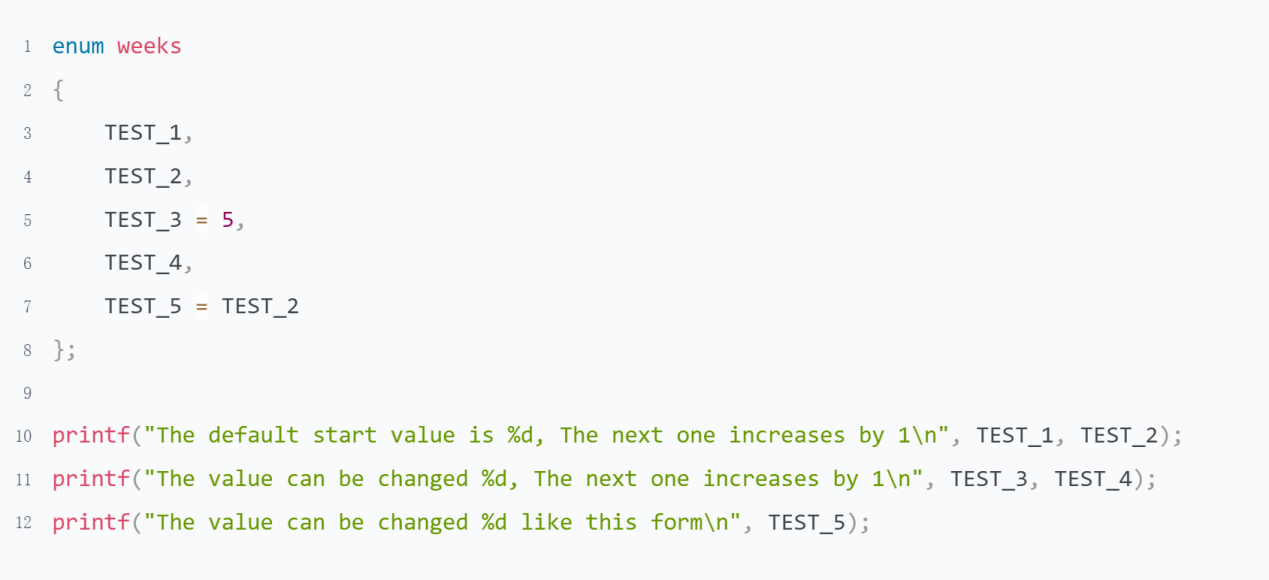 1 enum weeks
2 {
3     TEST_1,
4     TEST_2,
5     TEST_3 = 5,
6     TEST_4,
7     TEST_5 = TEST_2
8 };
9
10 printf("The default start value is %d, The next one increases by 1\n", TEST_1, TEST_2);
11 printf("The value can be changed %d, The next one increases by 1\n", TEST_3, TEST_4);
12 printf("The value can be changed %d like this form\n", TEST_5);